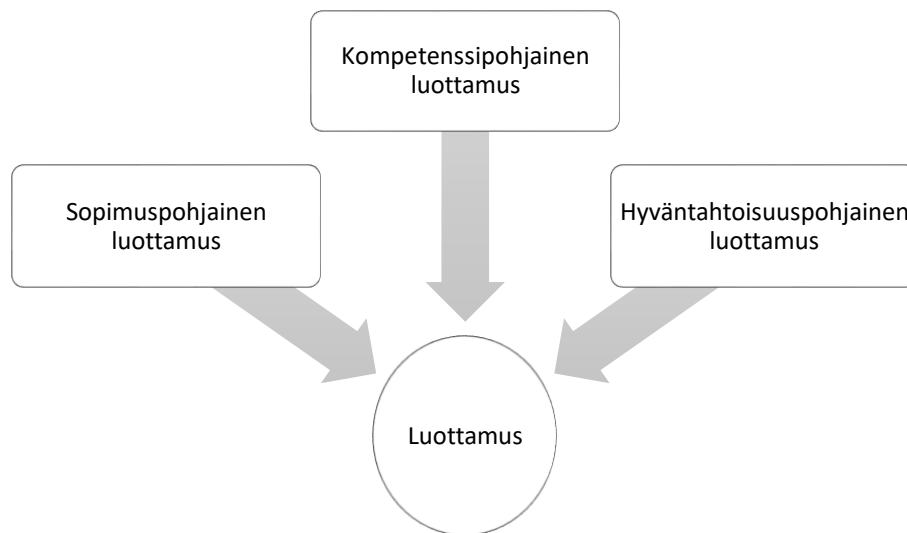 Kompetenssipohjainen
luottamus
Sopimuspohjainen
luottamus
Hyväntahtoisuuspohjainen
luottamus
Luottamus